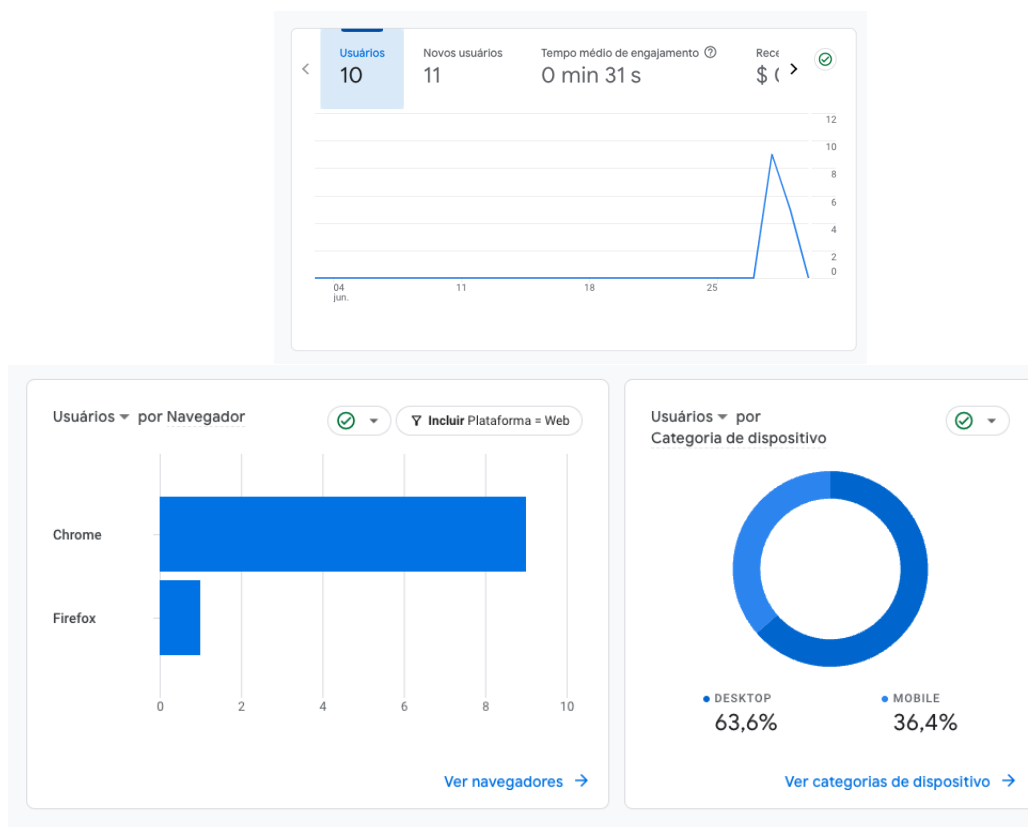 Usuários
10
Novos usuários
11
Tempo médio de engajamento
0 min 31 s
Rece
$
12
10
8
6
4
2
0
04
jun.
11
18
25
Usuários por Navegador
Incluir Plataforma = Web
Chrome
Firefox
0 2 4 6 8 10
Ver navegadores
Usuários por
Categoria de dispositivo
DESKTOP
63,6%
MOBILE
36,4%
Ver categorias de dispositivo